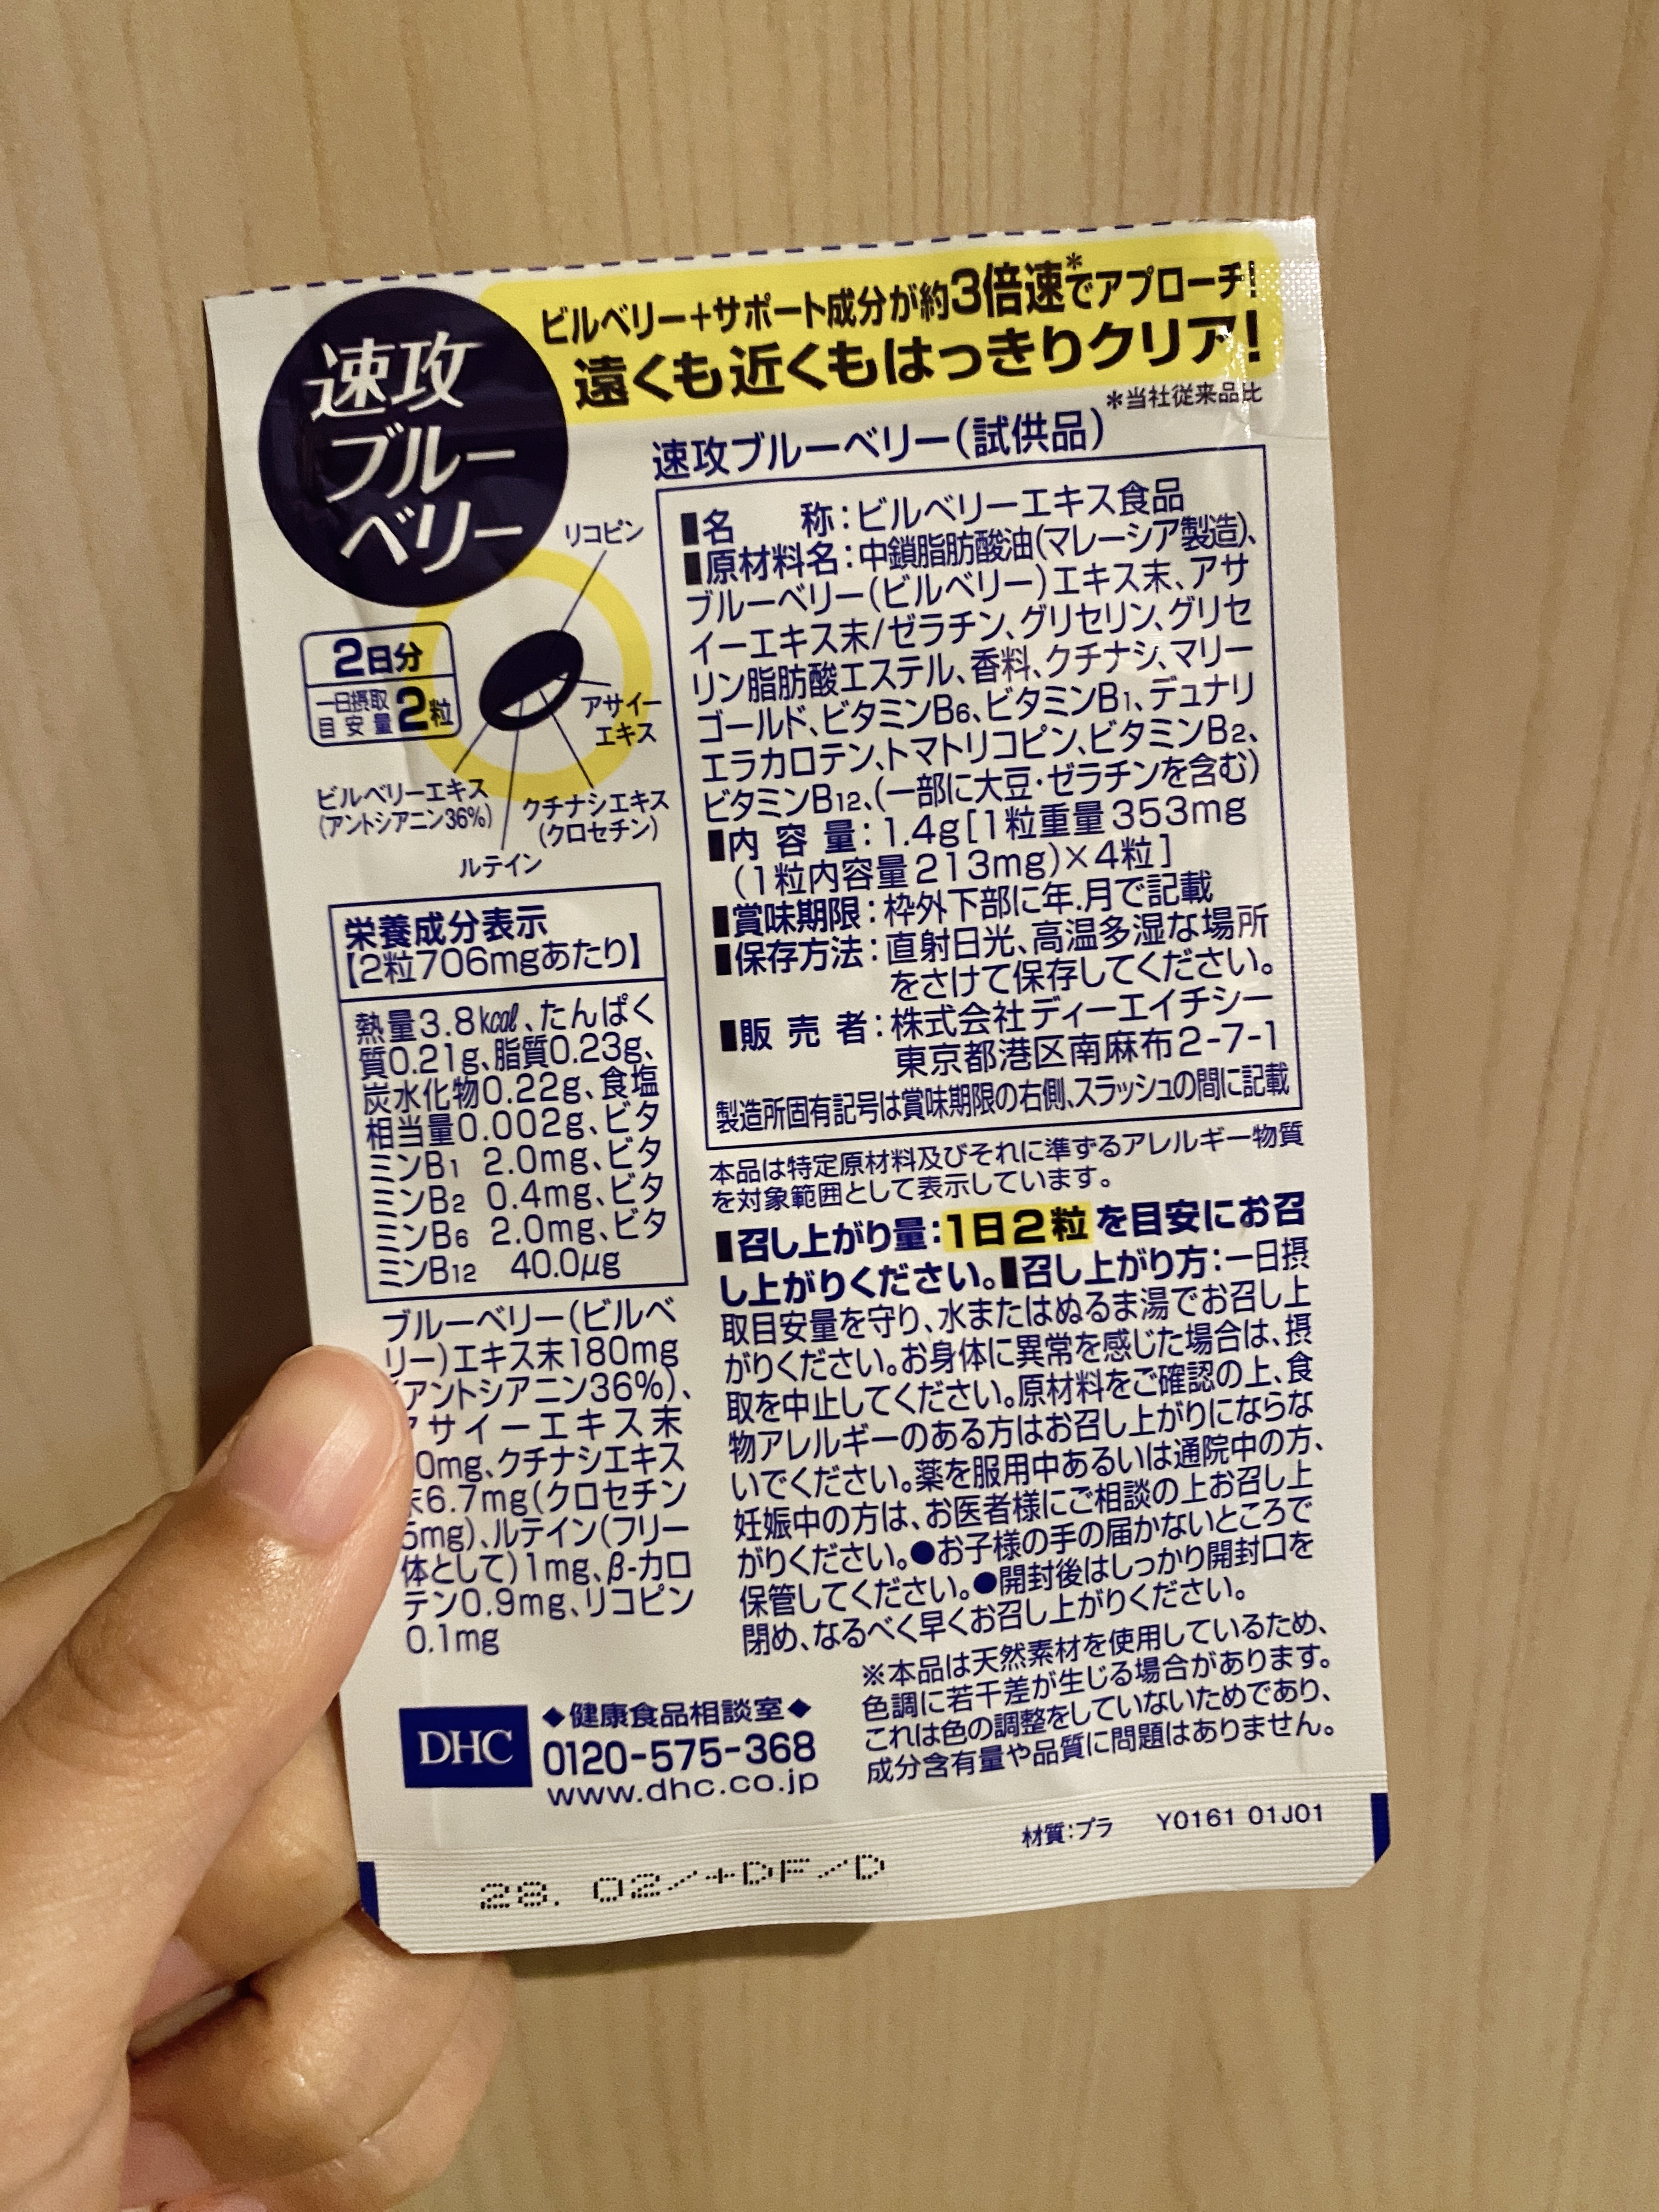 速攻
ブルー
ベリー
ビルベリー+サポート成分が約3倍速*でアプローチ!
遠くも近くもはっきりクリア!
*当社従来品比
速攻ブルーベリー(試供品)
2日分
一日摂取
目安量
2粒
リコピン
アサイー
エキス
ビルベリーエキス
(アントシアニン36%)
クチナシエキス
(クロセチン)
ルテイン
■名　　称:ビルベリーエキス食品
■原材料名:中鎖脂肪酸油(マレーシア製造)、
ブルーベリー(ビルベリー)エキス末、アサ
イーエキス末/ゼラチン、グリセリン、グリセ
リン脂肪酸エステル、香料、クチナシ、マリー
ゴールド、ビタミンB6、ビタミンB1、デュナリ
エラカロテン、トマトリコピン、ビタミンB2、
ビタミンB12、(一部に大豆・ゼラチンを含む)
■内 容 量:1.4g[1粒重量353mg
(1粒内容量213mg)×4粒]
■賞味期限:枠外下部に年.月で記載
■保存方法:直射日光、高温多湿な場所
をさけて保存してください。
■販 売 者:株式会社ディーエイチシー
東京都港区南麻布2-7-1
製造所固有記号は賞味期限の右側、スラッシュの間に記載
栄養成分表示
【2粒706mgあたり】
熱量3.8kcal、たんぱく
質0.21g、脂質0.23g、
炭水化物0.22g、食塩
相当量0.002g、ビタ
ミンB1 2.0mg、ビタ
ミンB2 0.4mg、ビタ
ミンB6 2.0mg、ビタ
ミンB12 40.0μg
ブルーベリー(ビルベ
リー)エキス末180mg
(アントシアニン36%)、
サイーエキス末
0mg、クチナシエキス
6.7mg(クロセチン
5mg)、ルテイン(フリー
体として)1mg、β-カロ
テン0.9mg、リコピン
0.1mg
本品は特定原材料及びそれに準ずるアレルギー物質
を対象範囲として表示しています。
■召し上がり量:1日2粒を目安にお召
し上がりください。■召し上がり方:一日摂
取目安量を守り、水またはぬるま湯でお召し上
がりください。お身体に異常を感じた場合は、摂
取を中止してください。原材料をご確認の上、食
物アレルギーのある方はお召し上がりにならな
いでください。薬を服用中あるいは通院中の方、
妊娠中の方は、お医者様にご相談の上お召し上
がりください。●お子様の手の届かないところで
保管してください。●開封後はしっかり開封口を
閉め、なるべく早くお召し上がりください。
※本品は天然素材を使用しているため、
色調に若干差が生じる場合があります。
これは色の調整をしていないためであり、
成分含有量や品質に問題はありません。
DHC
◆健康食品相談室◆
0120-575-368
www.dhc.co.jp
材質:プラ Y0161 01J01
28. 02/+DF/D